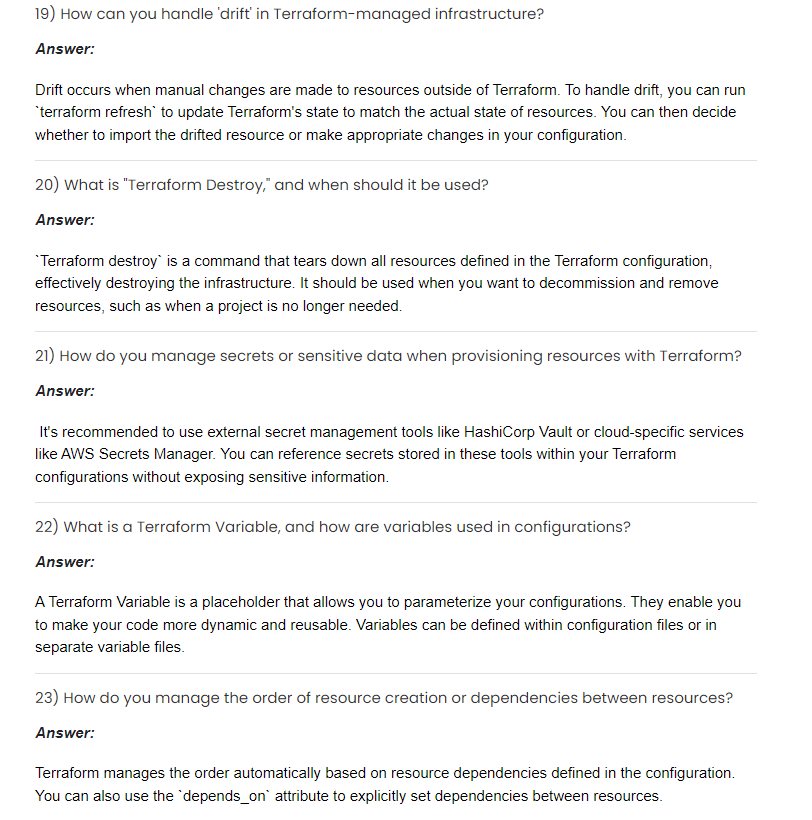 19) How can you handle 'drift' in Terraform-managed infrastructure?
Answer:
Drift occurs when manual changes are made to resources outside of Terraform. To handle drift, you can run
`terraform refresh` to update Terraform's state to match the actual state of resources. You can then decide
whether to import the drifted resource or make appropriate changes in your configuration.
20) What is "Terraform Destroy," and when should it be used?
Answer:
`Terraform destroy` is a command that tears down all resources defined in the Terraform configuration,
effectively destroying the infrastructure. It should be used when you want to decommission and remove
resources, such as when a project is no longer needed.
21) How do you manage secrets or sensitive data when provisioning resources with Terraform?
Answer:
It's recommended to use external secret management tools like HashiCorp Vault or cloud-specific services
like AWS Secrets Manager. You can reference secrets stored in these tools within your Terraform
configurations without exposing sensitive information.
22) What is a Terraform Variable, and how are variables used in configurations?
Answer:
A Terraform Variable is a placeholder that allows you to parameterize your configurations. They enable you
to make your code more dynamic and reusable. Variables can be defined within configuration files or in
separate variable files.
23) How do you manage the order of resource creation or dependencies between resources?
Answer:
Terraform manages the order automatically based on resource dependencies defined in the configuration.
You can also use the `depends_on` attribute to explicitly set dependencies between resources.